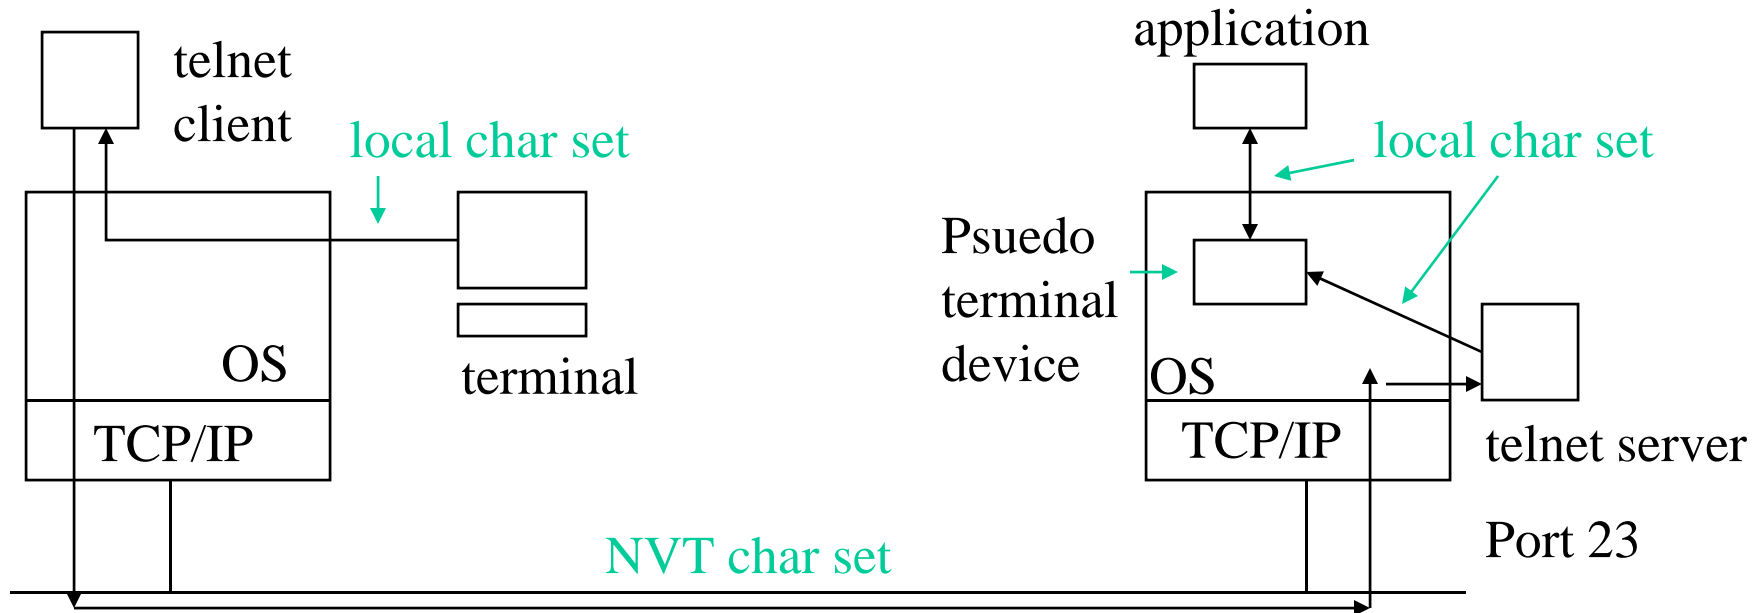 telnet
client
local char set
terminal
OS
TCP/IP
NVT char set
application
local char set
Psuedo
terminal
device
OS
TCP/IP
telnet server
Port 23